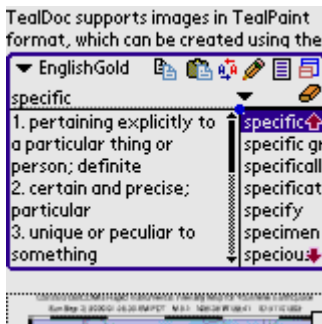 TealDoc supports images in TealPaint
format, which can be created using the
EnglishGold
specific
1. pertaining explicitly to
a particular thing or
person; definite
2. certain and precise;
particular
3. unique or peculiar to
something
specific
specific gr
specificall
specificat
specify
specimen
specious